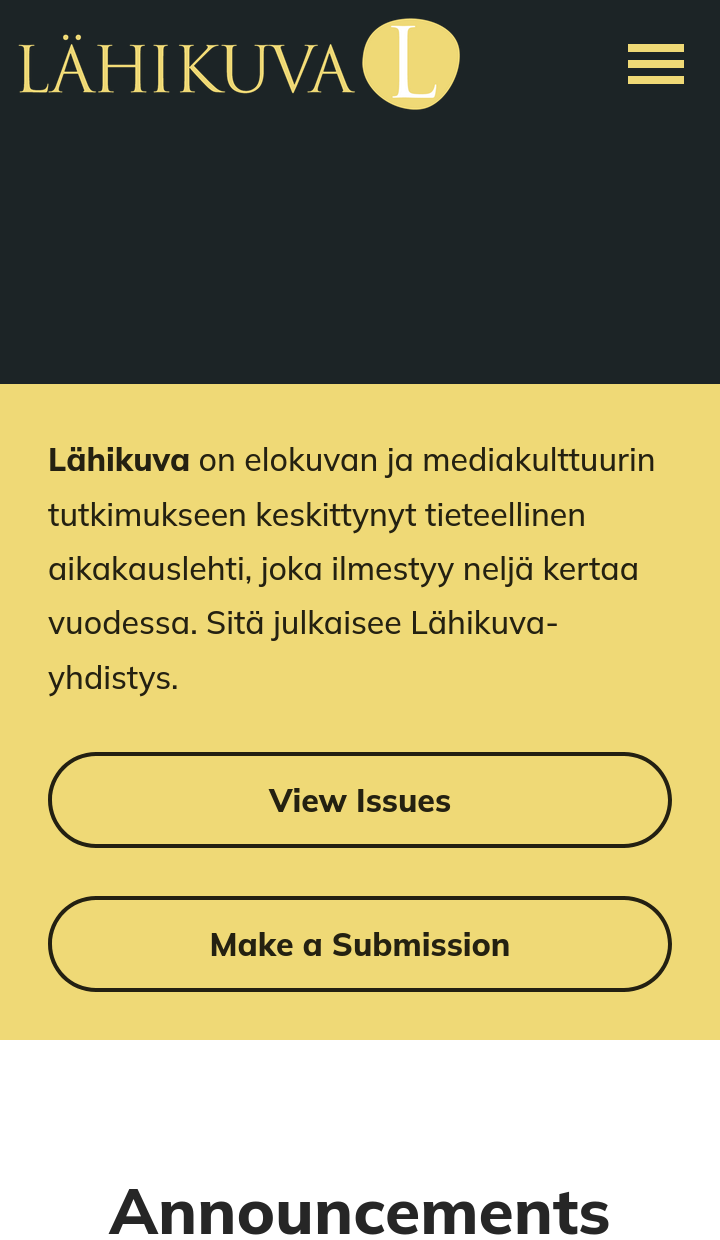 LÄHIKUVA L
Lähikuva on elokuvan ja mediakulttuurin
tutkimukseen keskittynyt tieteellinen
aikakauslehti, joka ilmestyy neljä kertaa
vuodessa. Sitä julkaisee Lähikuva-
yhdistys.
View Issues
Make a Submission
Announcements